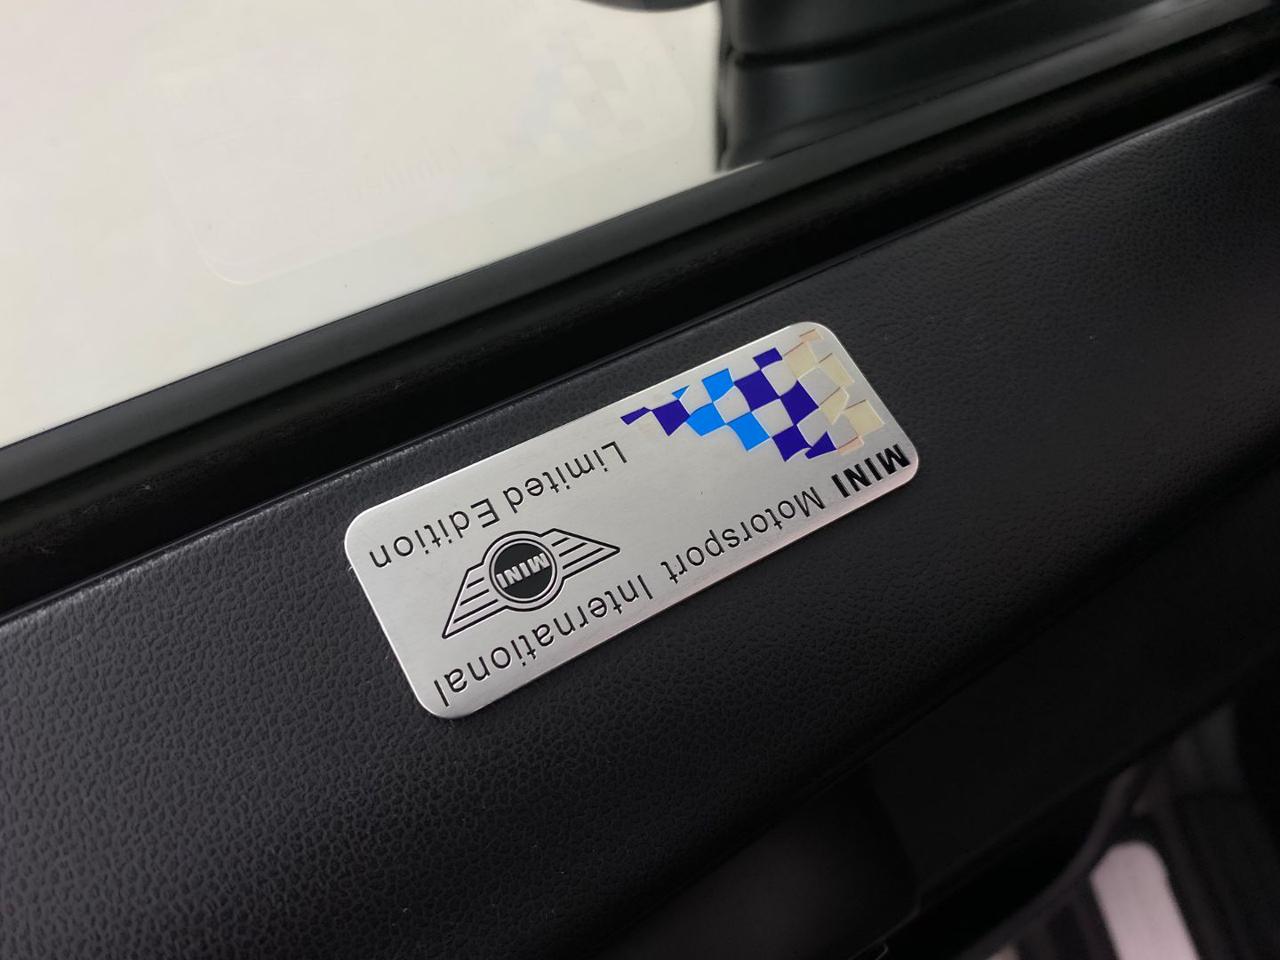 MINI Motorsport International
MINI
Limited Edition